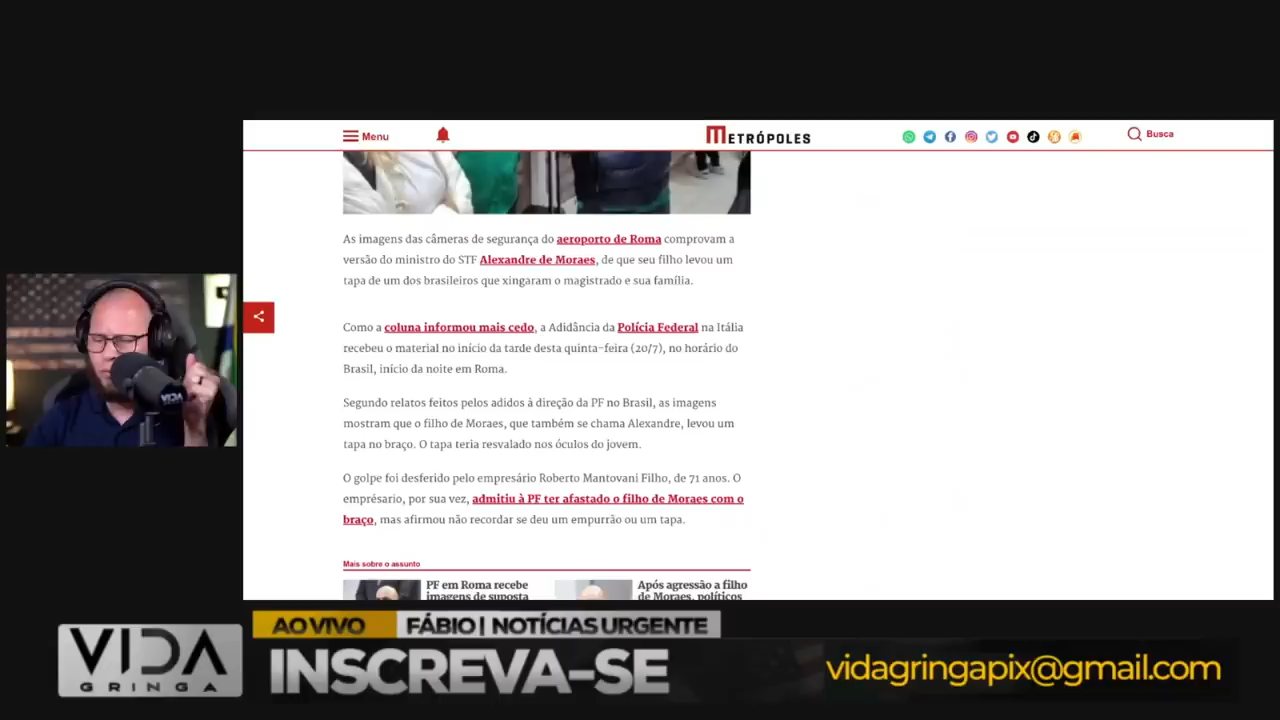 Menu
METRÓPOLES
Busca
As imagens das câmeras de segurança do aeroporto de Roma comprovam a
versão do ministro do STF Alexandre de Moraes, de que seu filho levou um
tapa de um dos brasileiros que xingaram o magistrado e sua família.
Como a coluna informou mais cedo, a Adidância da Polícia Federal na Itália
recebeu o material no início da tarde desta quinta-feira (20/7), no horário do
Brasil, início da noite em Roma.
Segundo relatos feitos pelos adidos à direção da PF no Brasil, as imagens
mostram que o filho de Moraes, que também se chama Alexandre, levou um
tapa no braço. O tapa teria resvalado nos óculos do jovem.
O golpe foi desferido pelo empresário Roberto Mantovani Filho, de 71 anos. O
emprésario, por sua vez, admitiu à PF ter afastado o filho de Moraes com o
braço, mas afirmou não recordar se deu um empurrão ou um tapa.
Mais sobre o assunto
PF em Roma recebe
imagens de suposta
Após agressão a filho
de Moraes, políticos
VIDA
AO VIVO FÁBIO | NOTÍCIAS URGENTE
VIDA
GRINGA
INSCREVA-SE
vidagringapix@gmail.com